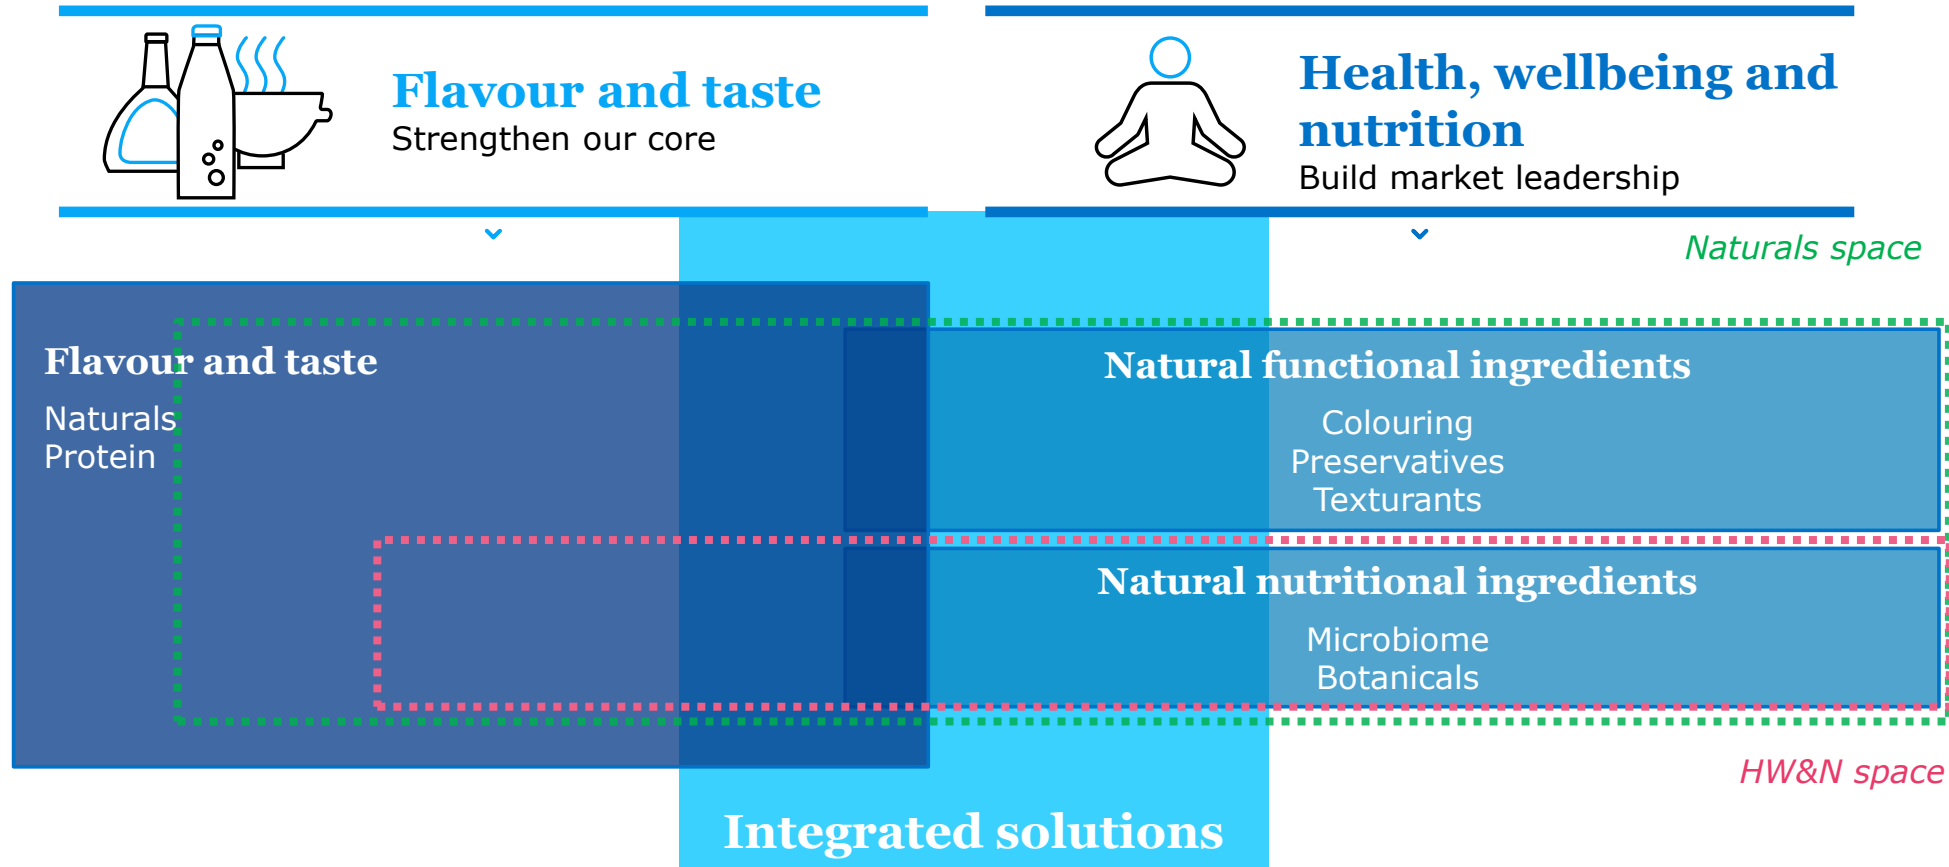 Flavour and taste
Strengthen our core
Health, wellbeing and
nutrition
Build market leadership
Naturals space
Flavour and taste
Naturals
Protein
Natural functional ingredients
Colouring
Preservatives
Texturants
Natural nutritional ingredients
Microbiome
Botanicals
HW&N space
Integrated solutions